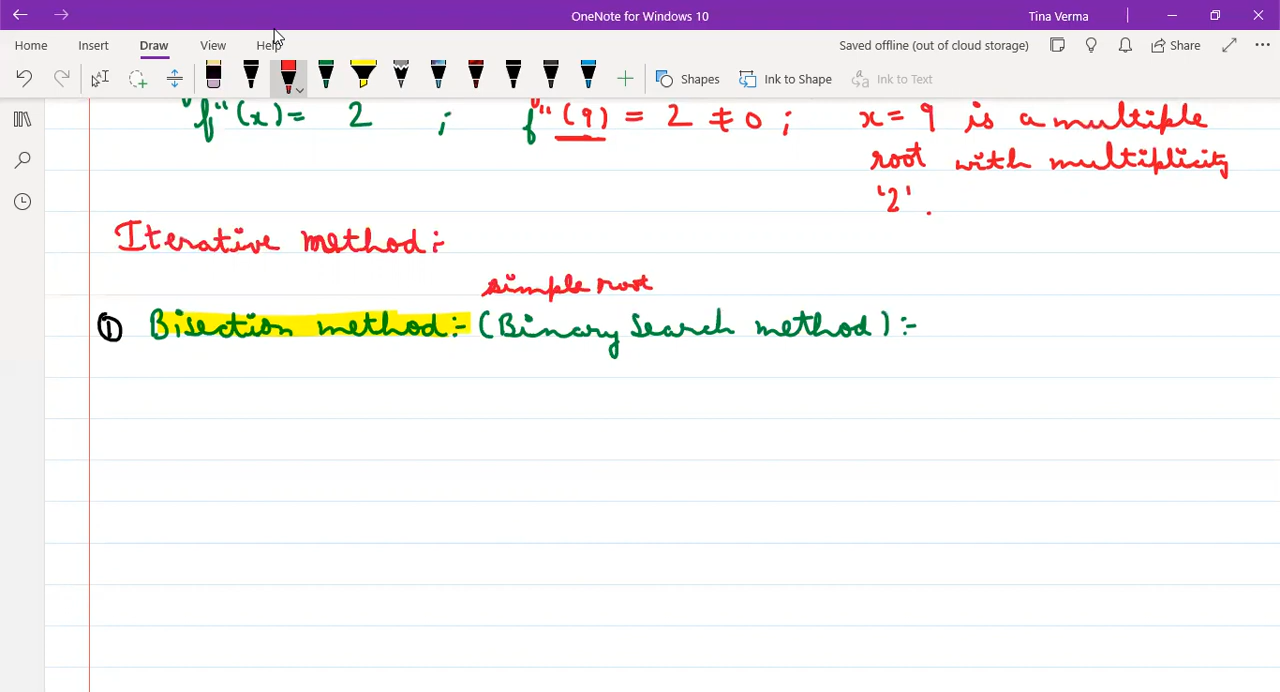 OneNote for Windows 10
Tina Verma
Home Insert Draw View Help
Saved offline (out of cloud storage)
Share
Shapes
Ink to Shape
Ink to Text
f"(x) = 2 ; f"(9) = 2 ≠ 0 ; x = 9 is a multiple
root with multiplicity
'2'.
Iterative method:-
simple root
① Bisection method:- (Binary Search method) :-